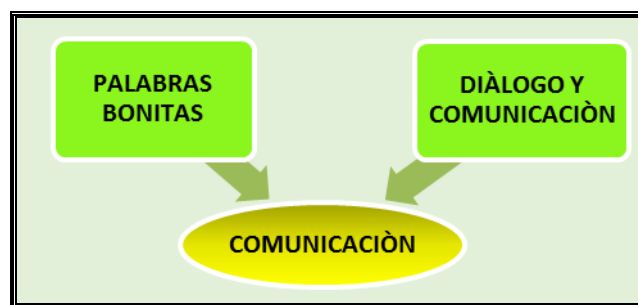 PALABRAS
BONITAS
DIÀLOGO Y
COMUNICACIÒN
COMUNICACIÒN